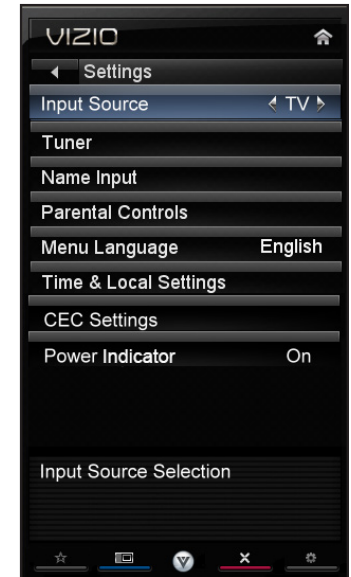 VIZIO
Settings
Input Source TV
Tuner
Name Input
Parental Controls
Menu Language English
Time & Local Settings
CEC Settings
Power Indicator On
Input Source Selection
V